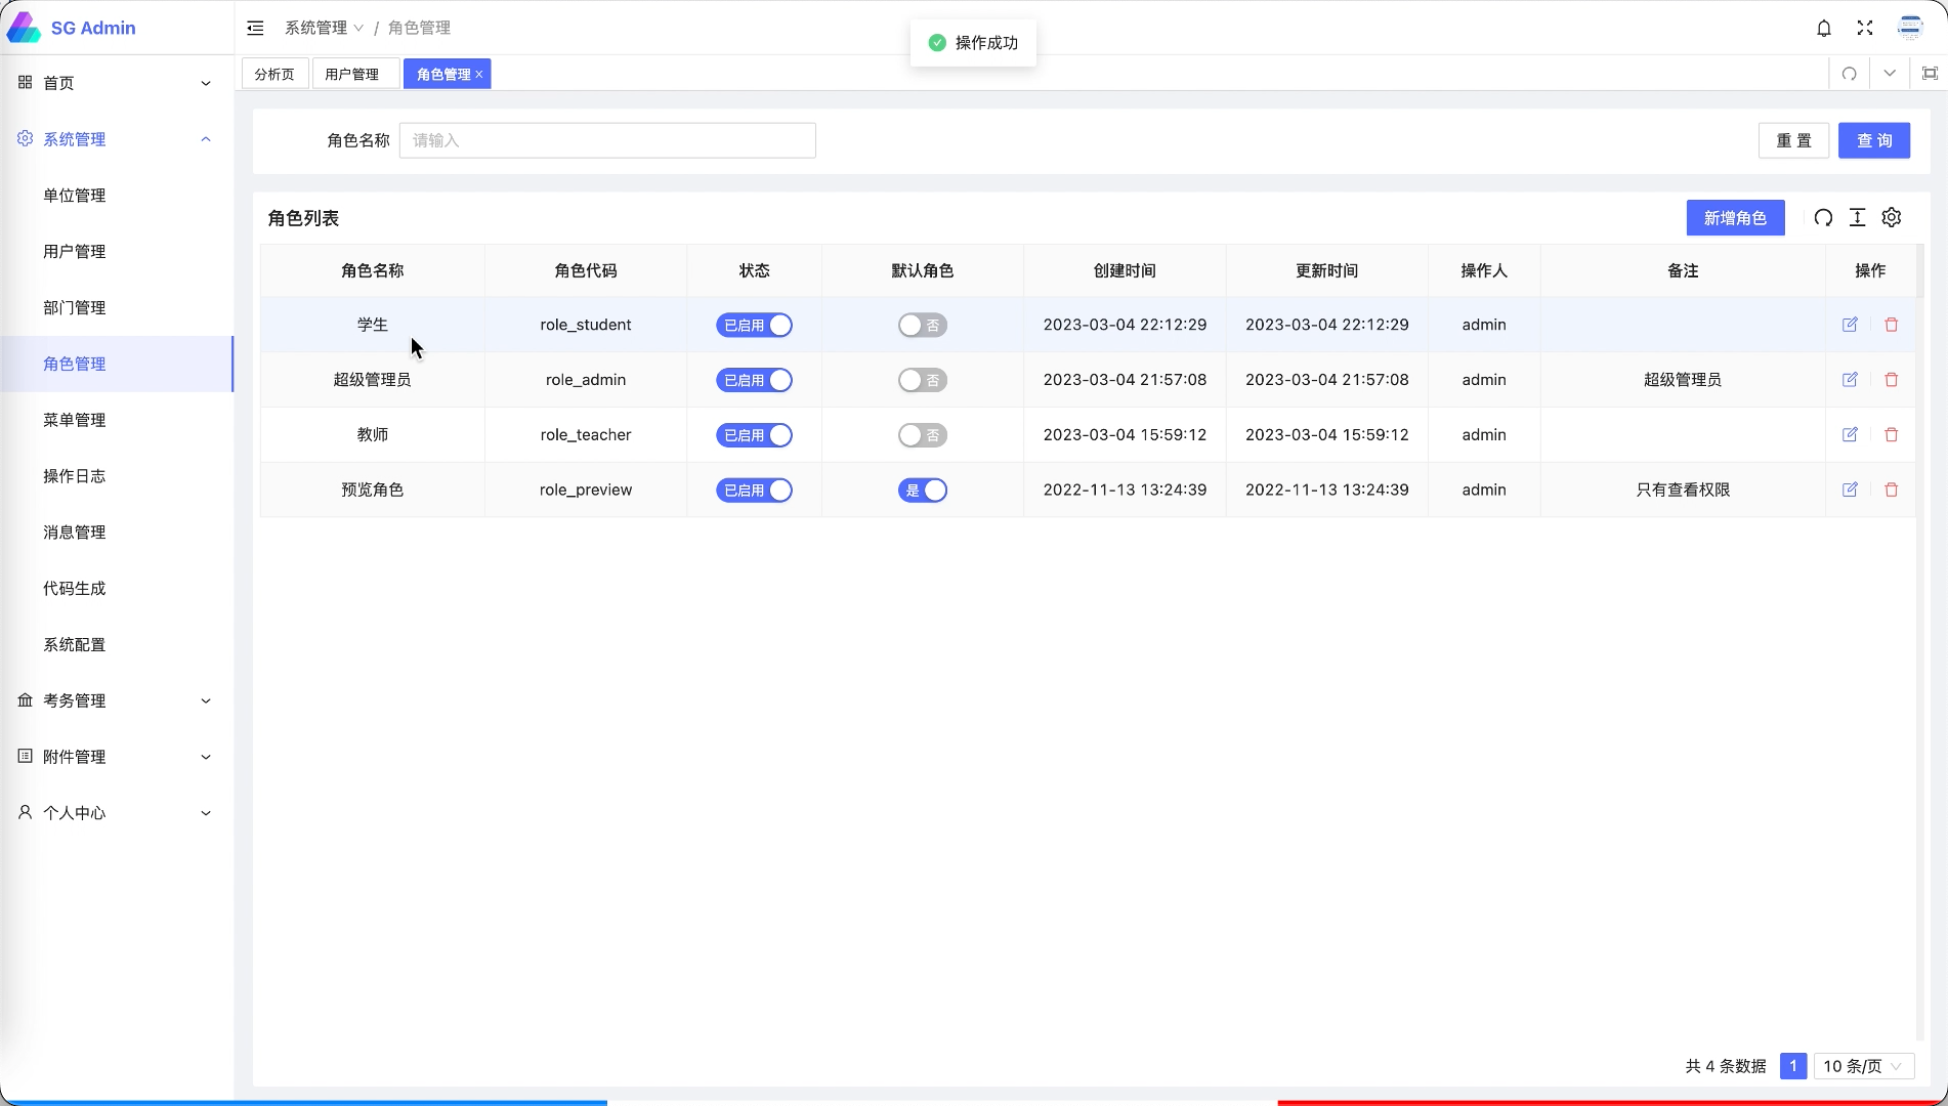 SG Admin
系统管理 / 角色管理
操作成功
分析页 用户管理 角色管理
首页
系统管理
单位管理
用户管理
部门管理
角色管理
菜单管理
操作日志
消息管理
代码生成
系统配置
考务管理
附件管理
个人中心
角色名称 请输入 重置 查询
角色列表 新增角色
角色名称 角色代码 状态 默认角色 创建时间 更新时间 操作人 备注 操作
学生 role_student 已启用 否 2023-03-04 22:12:29 2023-03-04 22:12:29 admin
超级管理员 role_admin 已启用 否 2023-03-04 21:57:08 2023-03-04 21:57:08 admin 超级管理员
教师 role_teacher 已启用 否 2023-03-04 15:59:12 2023-03-04 15:59:12 admin
预览角色 role_preview 已启用 是 2022-11-13 13:24:39 2022-11-13 13:24:39 admin 只有查看权限
共 4 条数据 1 10 条/页